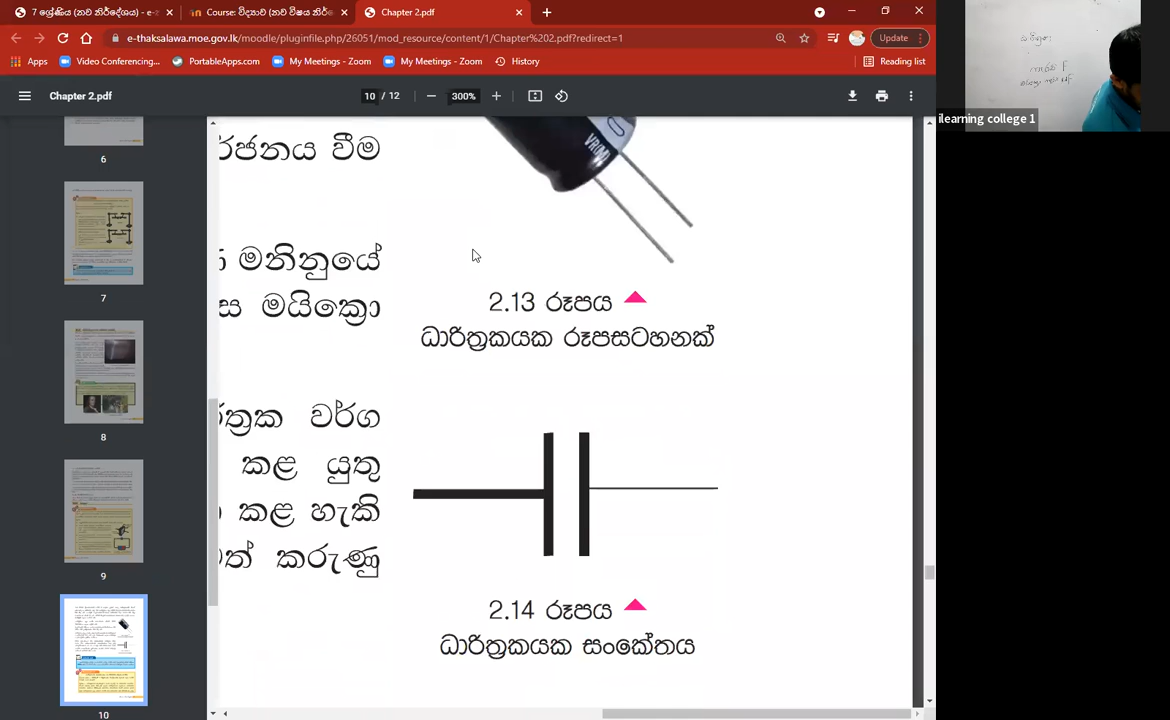 7 ශ්‍රේණිය (නව නිර්දේශය) - e-t
Course: විද්‍යාව (නව විෂය නිර්දේ
Chapter 2.pdf
e-thaksalawa.moe.gov.lk/moodle/pluginfile.php/26051/mod_resource/content/1/Chapter%202.pdf?redirect=1
Update
Apps
Video Conferencing...
PortableApps.com
My Meetings - Zoom
My Meetings - Zoom
History
Reading list
Chapter 2.pdf
10 / 12
300%
ilearning college 1
6
7
8
9
10
ර්ජනය වීම
මනිනුයේ
ස මයික්‍රො
2.13 රූපය
ධාරිත්‍රකයක රූපසටහනක්
ත්‍රක වර්ග
කළ යුතු
කළ හැකි
ත් කරුණු
2.14 රූපය
ධාරිත්‍රකයක සංකේතය